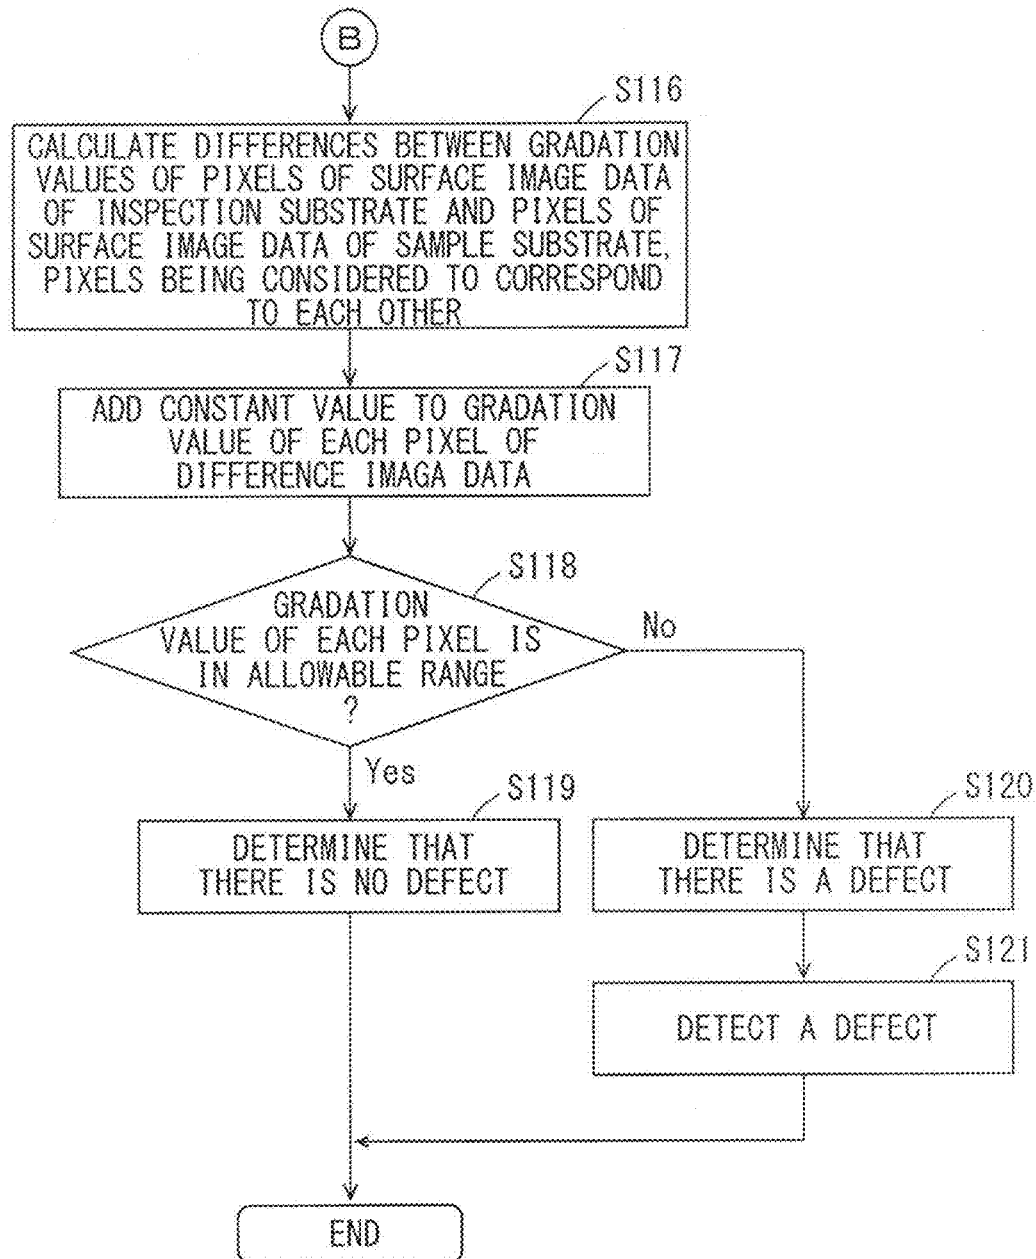 B
S116
CALCULATE DIFFERENCES BETWEEN GRADATION
VALUES OF PIXELS OF SURFACE IMAGE DATA
OF INSPECTION SUBSTRATE AND PIXELS OF
SURFACE IMAGE DATA OF SAMPLE SUBSTRATE,
PIXELS BEING CONSIDERED TO CORRESPOND
TO EACH OTHER
S117
ADD CONSTANT VALUE TO GRADATION
VALUE OF EACH PIXEL OF
DIFFERENCE IMAGA DATA
S118
GRADATION
VALUE OF EACH PIXEL IS
IN ALLOWABLE RANGE
?
No
Yes
S119
DETERMINE THAT
THERE IS NO DEFECT
S120
DETERMINE THAT
THERE IS A DEFECT
S121
DETECT A DEFECT
END